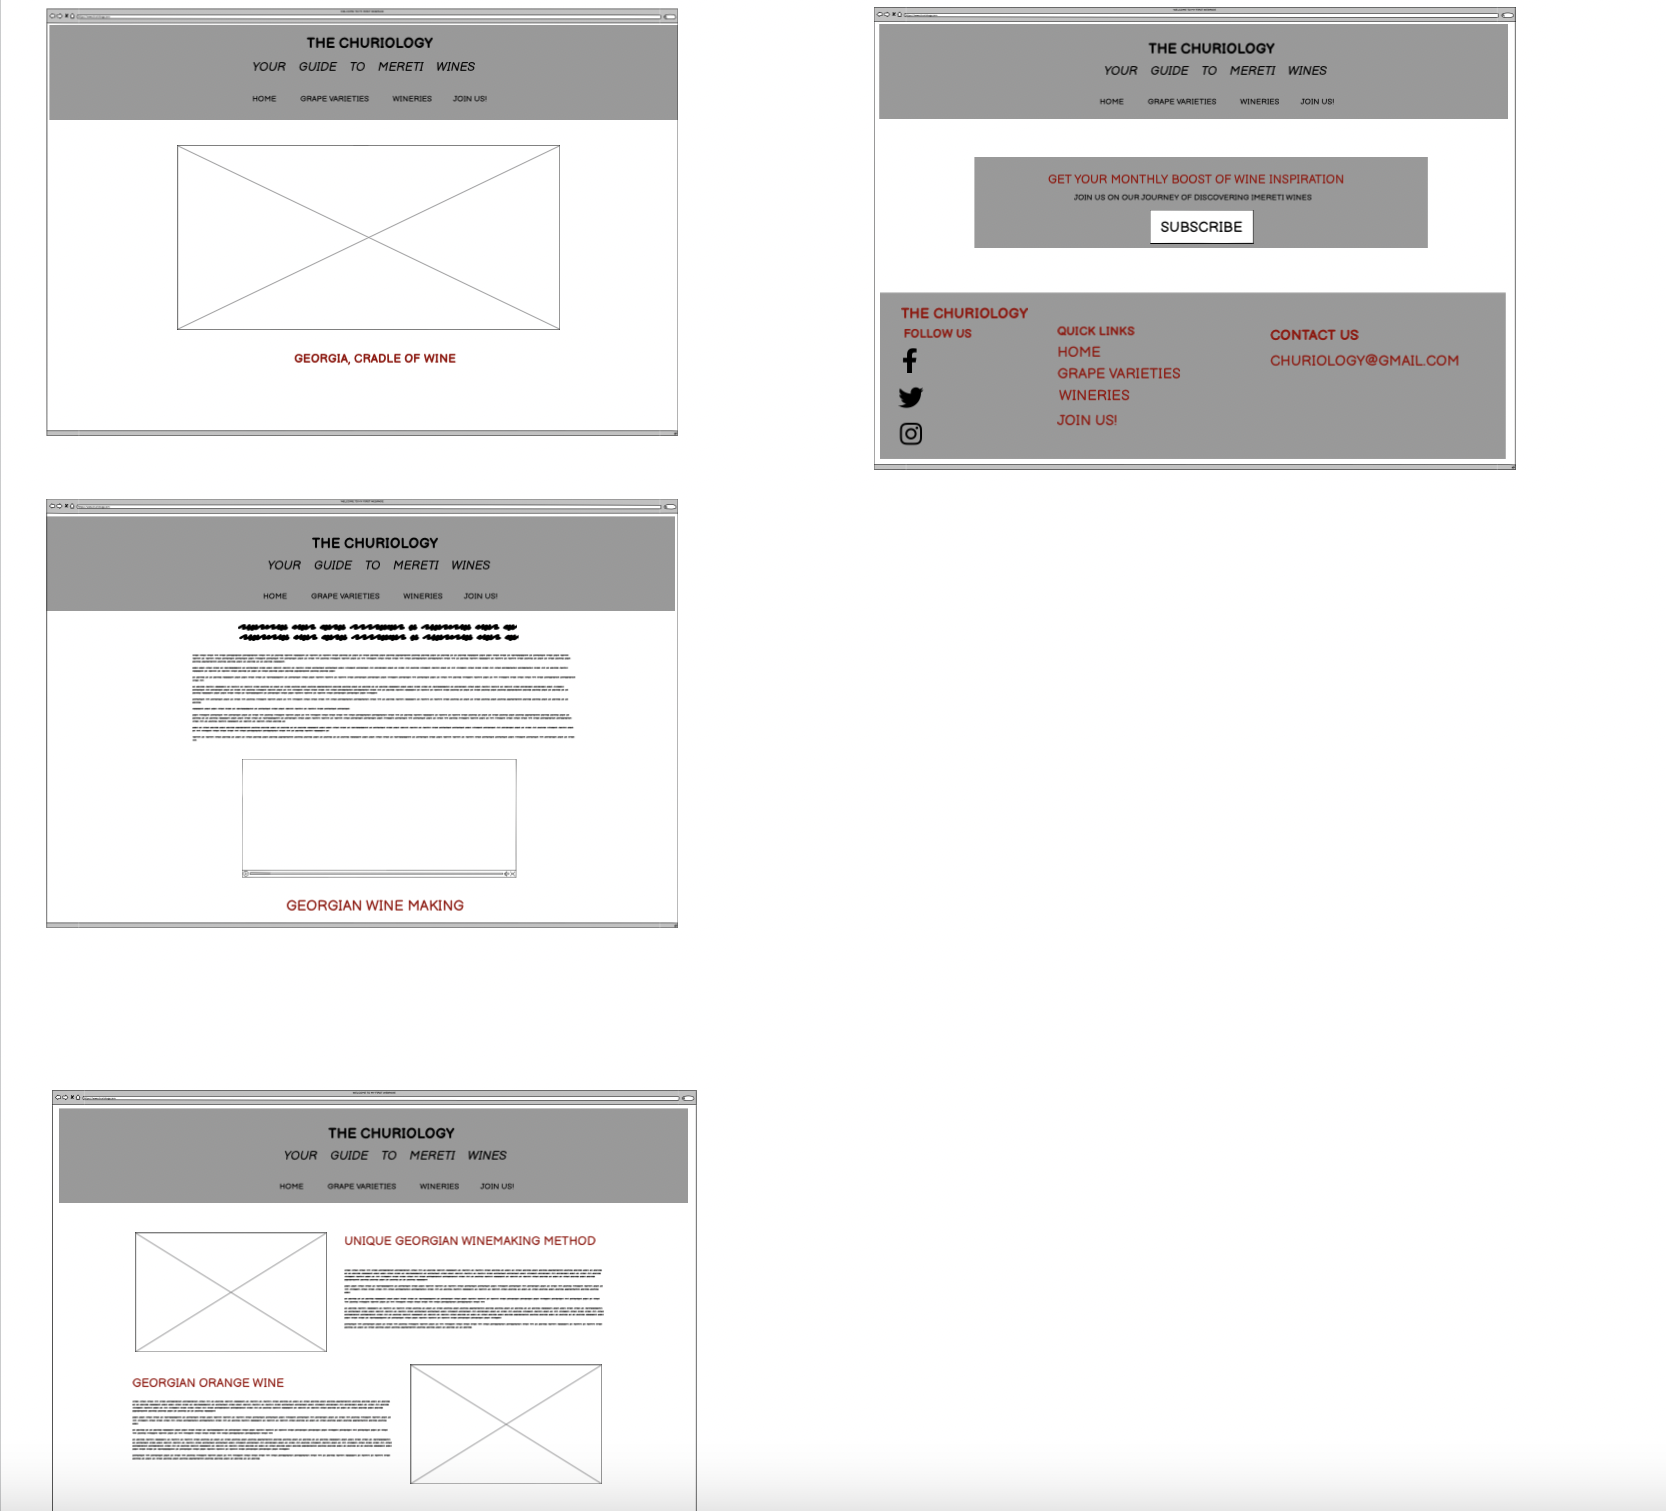 THE CHURIOLOGY
YOUR GUIDE TO MERETI WINES
HOME GRAPE VARIETIES WINERIES JOIN US!
GEORGIA, CRADLE OF WINE
THE CHURIOLOGY
YOUR GUIDE TO MERETI WINES
HOME GRAPE VARIETIES WINERIES JOIN US!
GEORGIAN WINE MAKING
THE CHURIOLOGY
YOUR GUIDE TO MERETI WINES
HOME GRAPE VARIETIES WINERIES JOIN US!
UNIQUE GEORGIAN WINEMAKING METHOD
GEORGIAN ORANGE WINE
THE CHURIOLOGY
YOUR GUIDE TO MERETI WINES
HOME GRAPE VARIETIES WINERIES JOIN US!
GET YOUR MONTHLY BOOST OF WINE INSPIRATION
JOIN US ON OUR JOURNEY OF DISCOVERING IMERETI WINES
SUBSCRIBE
THE CHURIOLOGY
FOLLOW US
QUICK LINKS
HOME
GRAPE VARIETIES
WINERIES
JOIN US!
CONTACT US
CHURIOLOGY@GMAIL.COM